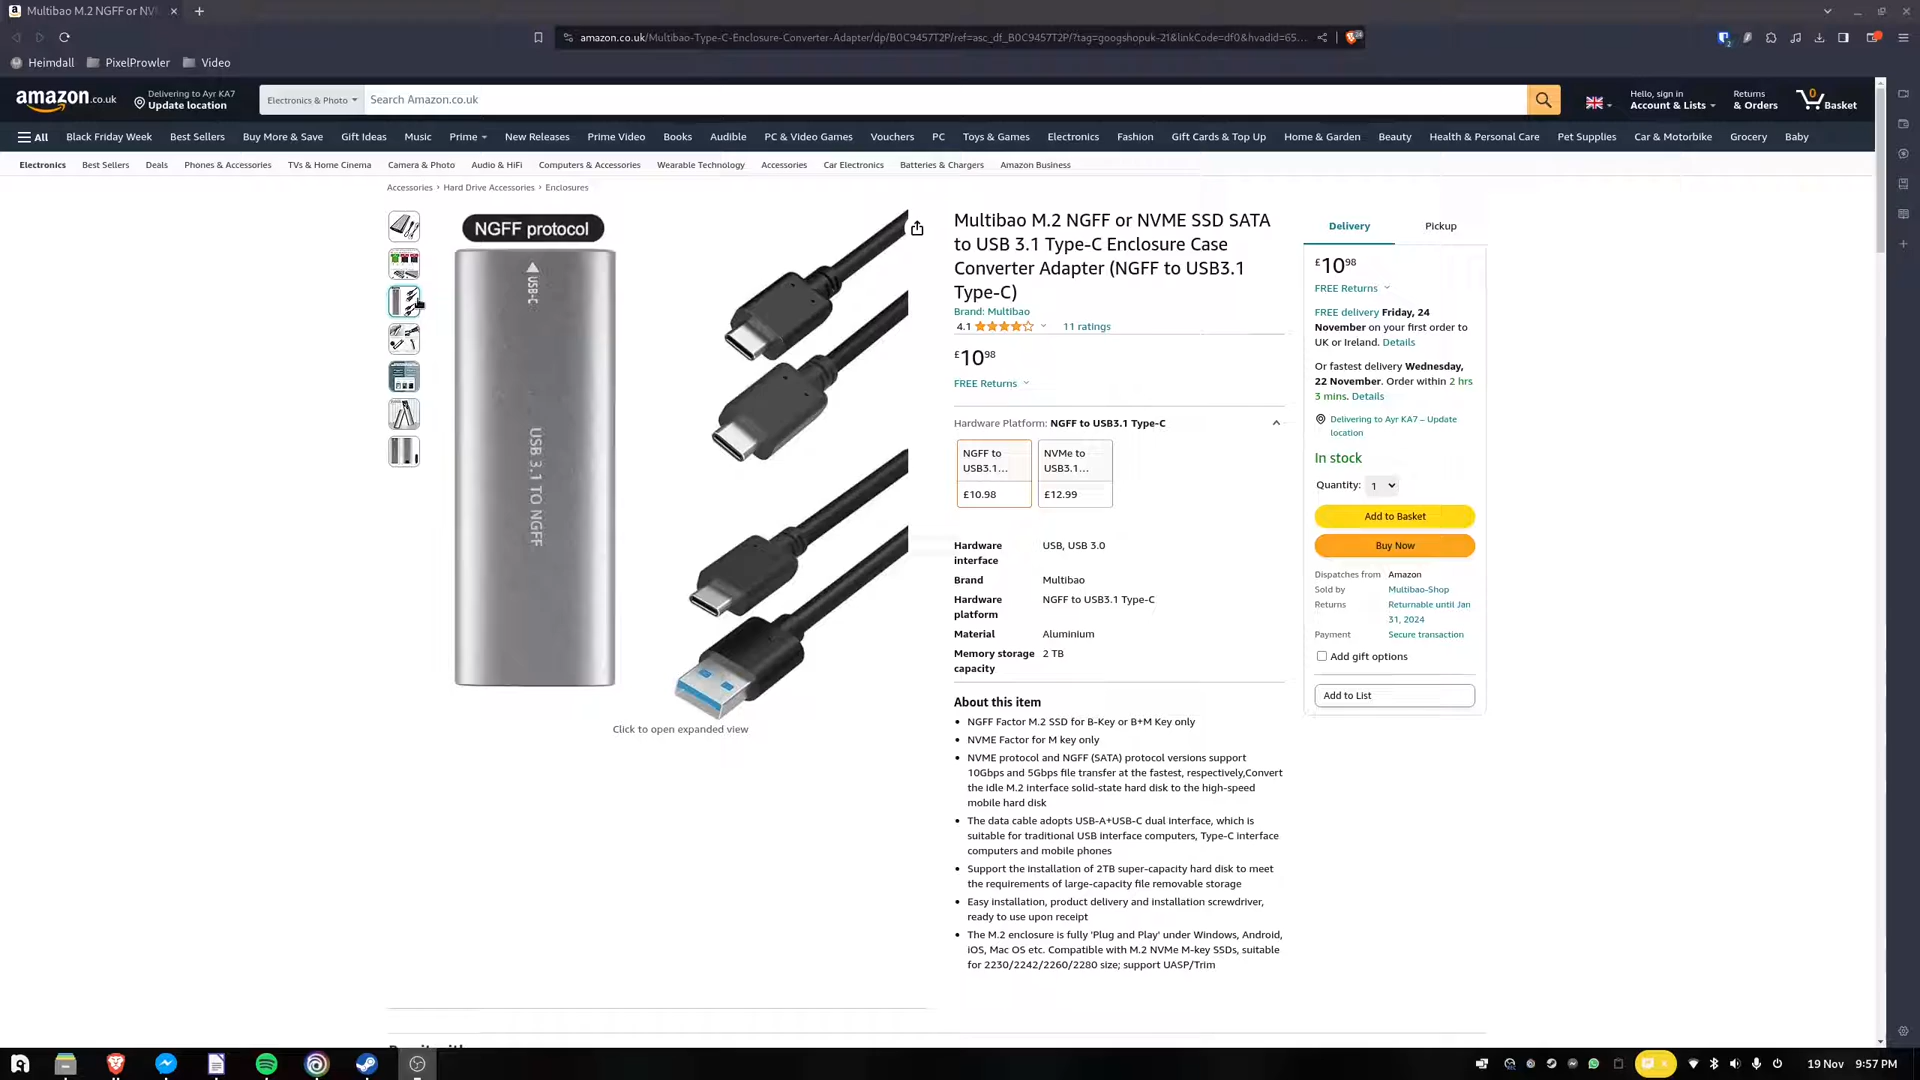 Multibao M.2 NGFF or NV
amazon.co.uk/Multibao-Type-C-Enclosure-Converter-Adapter/dp/B0C9457T2P/ref=asc_df_B0C9457T2P/?tag=googshopuk-21&linkCode=df0&hvadid=65...
Heimdall PixelProwler Video
amazon.co.uk
Delivering to Ayr KA7
Update location
Electronics & Photo
Search Amazon.co.uk
Hello, sign in
Account & Lists
Returns
& Orders
0
Basket
All Black Friday Week Best Sellers Buy More & Save Gift Ideas Music Prime New Releases Prime Video Books Audible PC & Video Games Vouchers PC Toys & Games Electronics Fashion Gift Cards & Top Up Home & Garden Beauty Health & Personal Care Pet Supplies Car & Motorbike Grocery Baby
Electronics Best Sellers Deals Phones & Accessories TVs & Home Cinema Camera & Photo Audio & HiFi Computers & Accessories Wearable Technology Accessories Car Electronics Batteries & Chargers Amazon Business
Accessories › Hard Drive Accessories › Enclosures
NGFF protocol
USB-C
USB 3.1 TO NGFF
Click to open expanded view
Multibao M.2 NGFF or NVME SSD SATA
to USB 3.1 Type-C Enclosure Case
Converter Adapter (NGFF to USB3.1
Type-C)
Brand: Multibao
4.1 11 ratings
£10.98
FREE Returns
Hardware Platform: NGFF to USB3.1 Type-C
NGFF to
USB3.1...
£10.98
NVMe to
USB3.1...
£12.99
Hardware
interface
USB, USB 3.0
Brand
Multibao
Hardware
platform
NGFF to USB3.1 Type-C
Material
Aluminium
Memory storage
capacity
2 TB
About this item
• NGFF Factor M.2 SSD for B-Key or B+M Key only
• NVME Factor for M key only
• NVME protocol and NGFF (SATA) protocol versions support
10Gbps and 5Gbps file transfer at the fastest, respectively,Convert
the idle M.2 interface solid-state hard disk to the high-speed
mobile hard disk
• The data cable adopts USB-A+USB-C dual interface, which is
suitable for traditional USB interface computers, Type-C interface
computers and mobile phones
• Support the installation of 2TB super-capacity hard disk to meet
the requirements of large-capacity file removable storage
• Easy installation, product delivery and installation screwdriver,
ready to use upon receipt
• The M.2 enclosure is fully 'Plug and Play' under Windows, Android,
iOS, Mac OS etc. Compatible with M.2 NVMe M-key SSDs, suitable
for 2230/2242/2260/2280 size; support UASP/Trim
Delivery Pickup
£10.98
FREE Returns
FREE delivery Friday, 24
November on your first order to
UK or Ireland. Details
Or fastest delivery Wednesday,
22 November. Order within 2 hrs
3 mins. Details
Delivering to Ayr KA7 – Update
location
In stock
Quantity: 1
Add to Basket
Buy Now
Dispatches from Amazon
Sold by Multibao-Shop
Returns Returnable until Jan
31, 2024
Payment Secure transaction
Add gift options
Add to List
19 Nov 9:57 PM